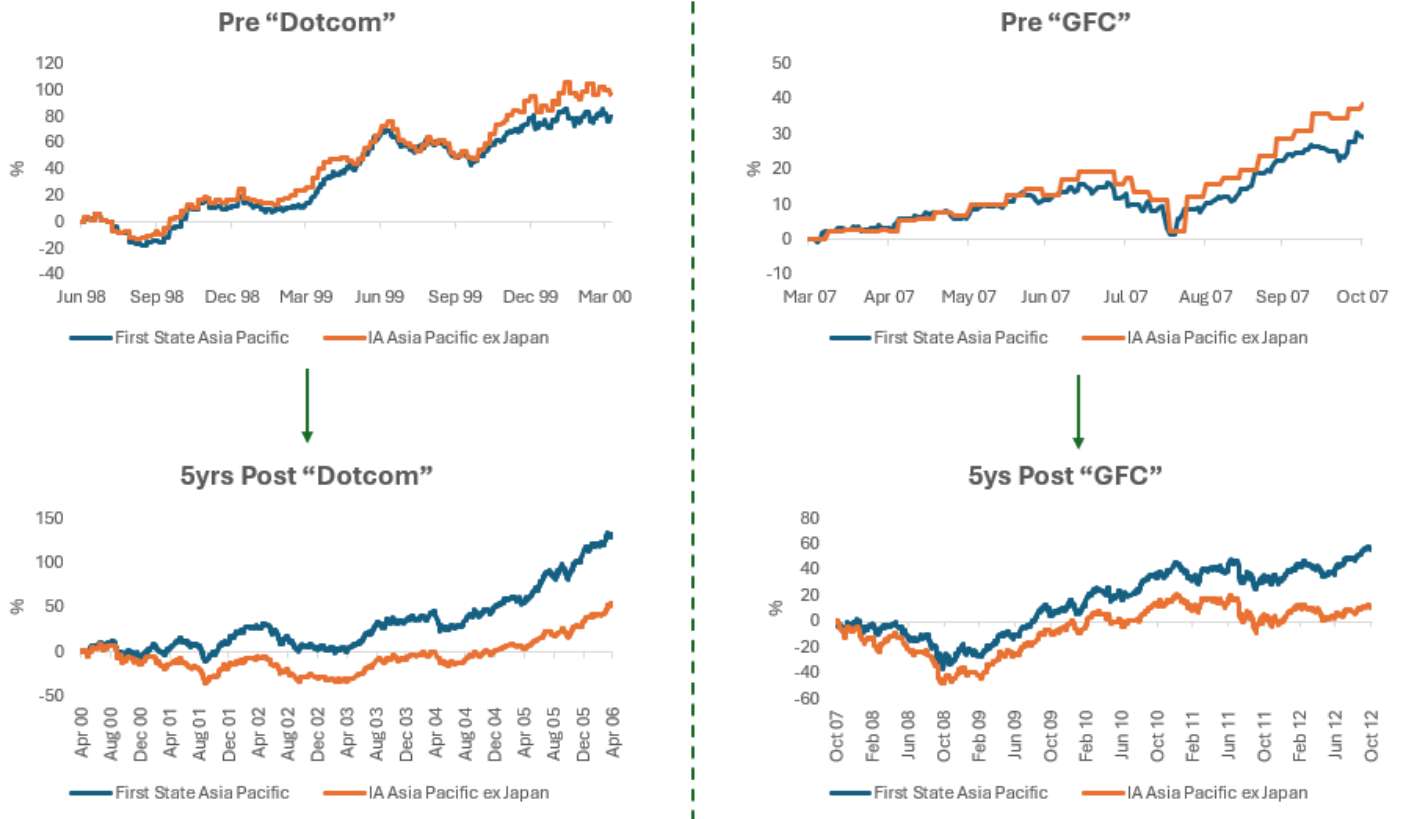 Pre “Dotcom”
120
100
80
60
40
20
0
-20
-40
%
Jun 98 Sep 98 Dec 98 Mar 99 Jun 99 Sep 99 Dec 99 Mar 00
First State Asia Pacific IA Asia Pacific ex Japan
Pre “GFC”
50
40
30
20
10
0
-10
%
Mar 07 Apr 07 May 07 Jun 07 Jul 07 Aug 07 Sep 07 Oct 07
First State Asia Pacific IA Asia Pacific ex Japan
5yrs Post “Dotcom”
150
100
50
0
-50
%
Apr 00 Aug 00 Dec 00 Apr 01 Aug 01 Dec 01 Apr 02 Aug 02 Dec 02 Apr 03 Aug 03 Dec 03 Apr 04 Aug 04 Dec 04 Apr 05 Aug 05 Dec 05 Apr 06
First State Asia Pacific IA Asia Pacific ex Japan
5ys Post “GFC”
80
60
40
20
0
-20
-40
-60
%
Oct 07 Feb 08 Jun 08 Oct 08 Feb 09 Jun 09 Oct 09 Feb 10 Jun 10 Oct 10 Feb 11 Jun 11 Oct 11 Feb 12 Jun 12 Oct 12
First State Asia Pacific IA Asia Pacific ex Japan